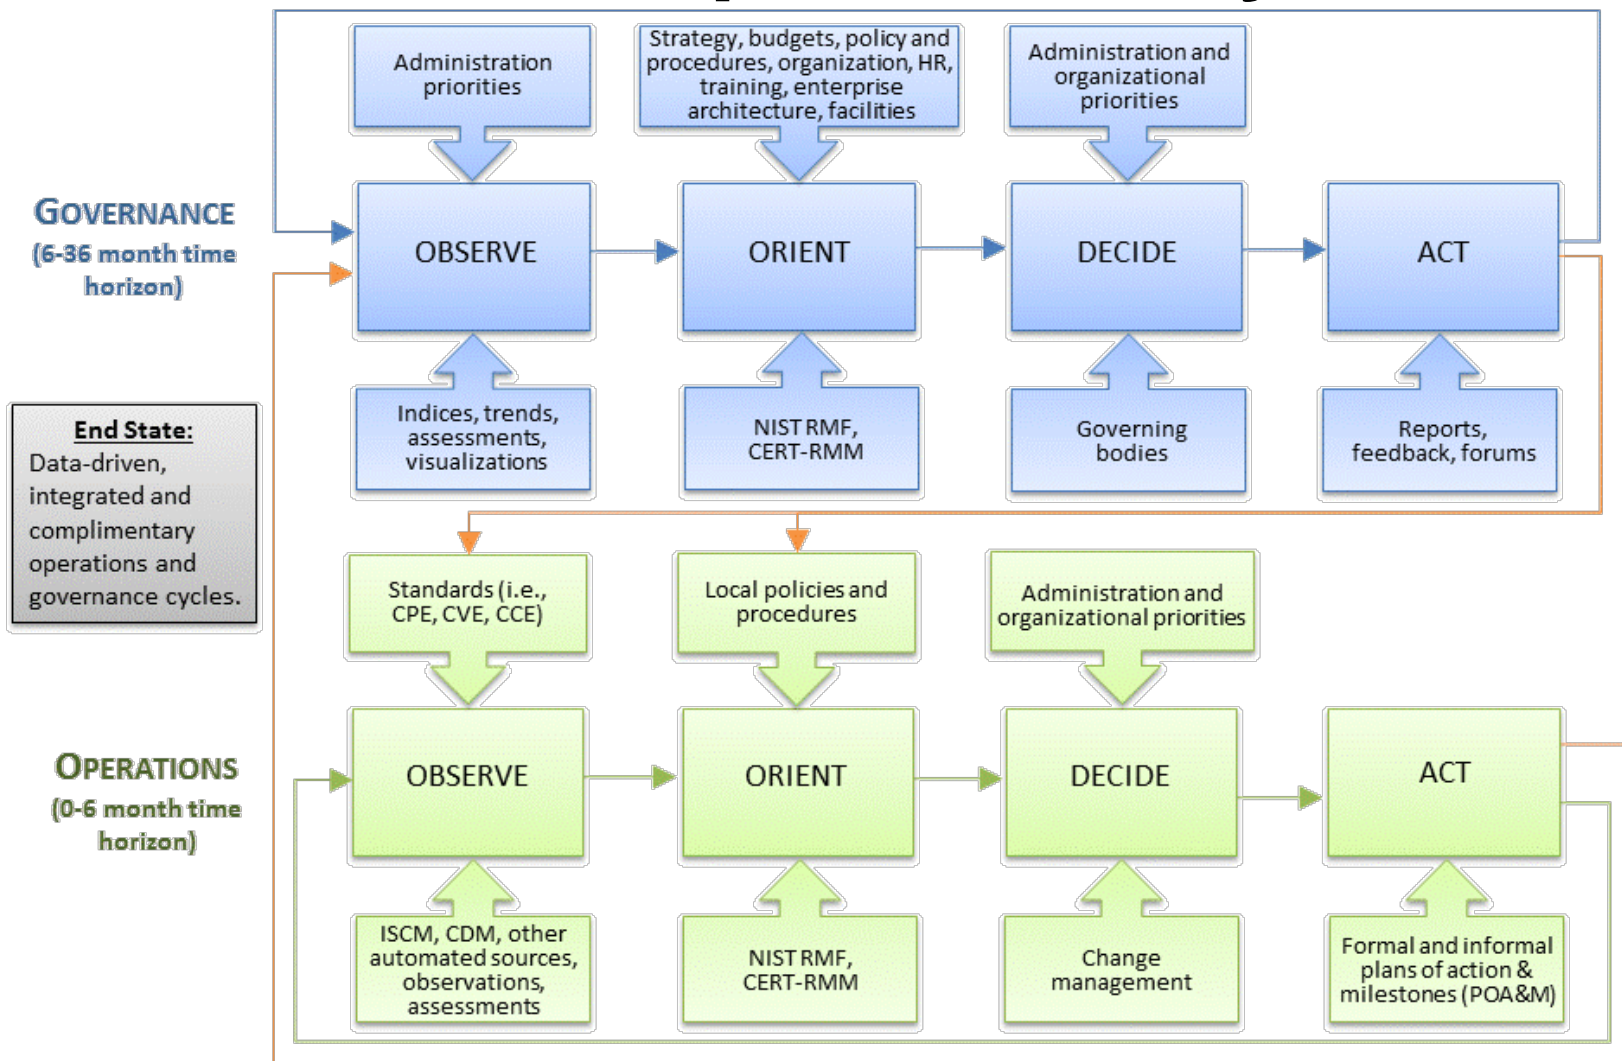 Administration
priorities
Strategy, budgets, policy and
procedures, organization, HR,
training, enterprise
architecture, facilities
Administration and
organizational
priorities
GOVERNANCE
(6-36 month time
horizon)
OBSERVE
ORIENT
DECIDE
ACT
Indices, trends,
assessments,
visualizations
NIST RMF,
CERT-RMM
Governing
bodies
Reports,
feedback, forums
End State:
Data-driven,
integrated and
complimentary
operations and
governance cycles.
Standards (i.e.,
CPE, CVE, CCE)
Local policies and
procedures
Administration and
organizational priorities
OPERATIONS
(0-6 month time
horizon)
OBSERVE
ORIENT
DECIDE
ACT
ISCM, CDM, other
automated sources,
observations,
assessments
NIST RMF,
CERT-RMM
Change
management
Formal and informal
plans of action &
milestones (POA&M)